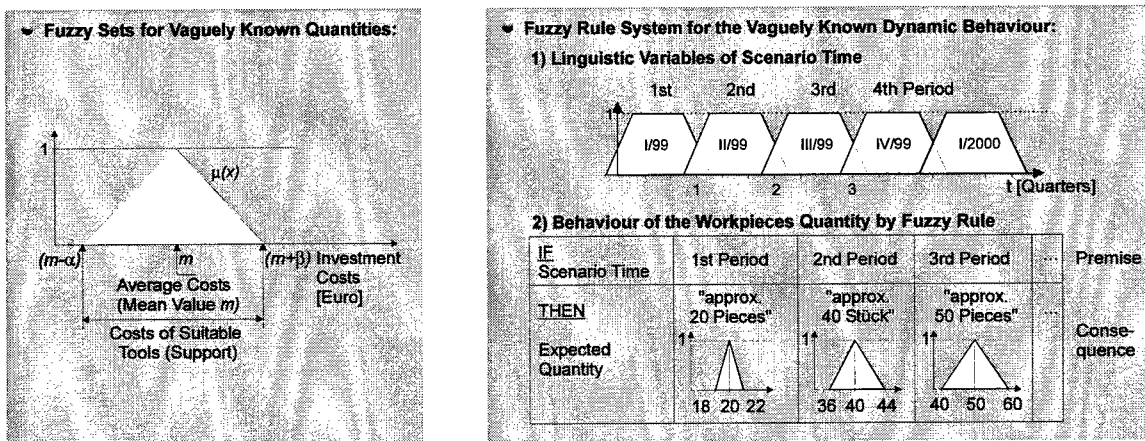 Fuzzy Sets for Vaguely Known Quantities:
1
μ(x)
(m-α)
m
(m+β)
Investment
Costs
[Euro]
Average Costs
(Mean Value m)
Costs of Suitable
Tools (Support)
Fuzzy Rule System for the Vaguely Known Dynamic Behaviour:
1) Linguistic Variables of Scenario Time
1st 2nd 3rd 4th Period
1
I/99 II/99 III/99 IV/99 I/2000
1 2 3 t [Quarters]
2) Behaviour of the Workpieces Quantity by Fuzzy Rule
IF
Scenario Time
1st Period 2nd Period 3rd Period ... Premise
THEN
"approx.
20 Pieces"
"approx.
40 Stück"
"approx.
50 Pieces"
...
Expected
Quantity
1
18 20 22
1
36 40 44
1
40 50 60
Conse-
quence